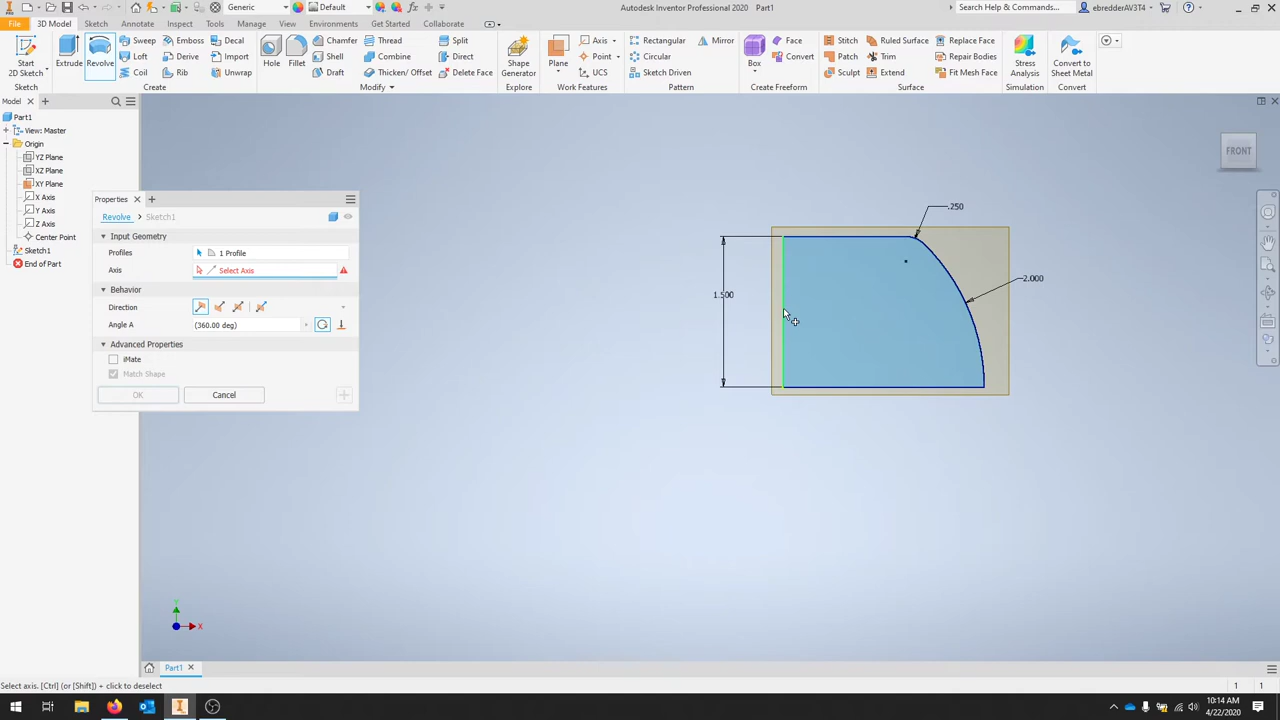 Generic
Default
Autodesk Inventor Professional 2020 Part1
Search Help & Commands...
ebredderAV3T4
File
3D Model
Sketch
Annotate
Inspect
Tools
Manage
View
Environments
Get Started
Collaborate
Start
2D Sketch
Extrude
Revolve
Sweep
Emboss
Decal
Loft
Derive
Import
Coil
Rib
Unwrap
Hole
Fillet
Chamfer
Thread
Split
Shell
Combine
Direct
Draft
Thicken/ Offset
Delete Face
Shape
Generator
Plane
Axis
Point
UCS
Rectangular
Mirror
Circular
Sketch Driven
Box
Face
Convert
Stitch
Ruled Surface
Replace Face
Patch
Trim
Repair Bodies
Sculpt
Extend
Fit Mesh Face
Stress
Analysis
Convert to
Sheet Metal
Sketch
Create
Modify
Explore
Work Features
Pattern
Create Freeform
Surface
Simulation
Convert
Model
Part1
View: Master
Origin
YZ Plane
XZ Plane
XY Plane
X Axis
Y Axis
Z Axis
Center Point
Sketch1
End of Part
Properties
Revolve
Sketch1
Input Geometry
Profiles
1 Profile
Axis
Select Axis
Behavior
Direction
Angle A
(360.00 deg)
Advanced Properties
iMate
Match Shape
OK
Cancel
FRONT
.250
2.000
1.500
Y
X
Part1
Select axis. [Ctrl] (or [Shift]) + click to deselect
1
1
10:14 AM
4/22/2020